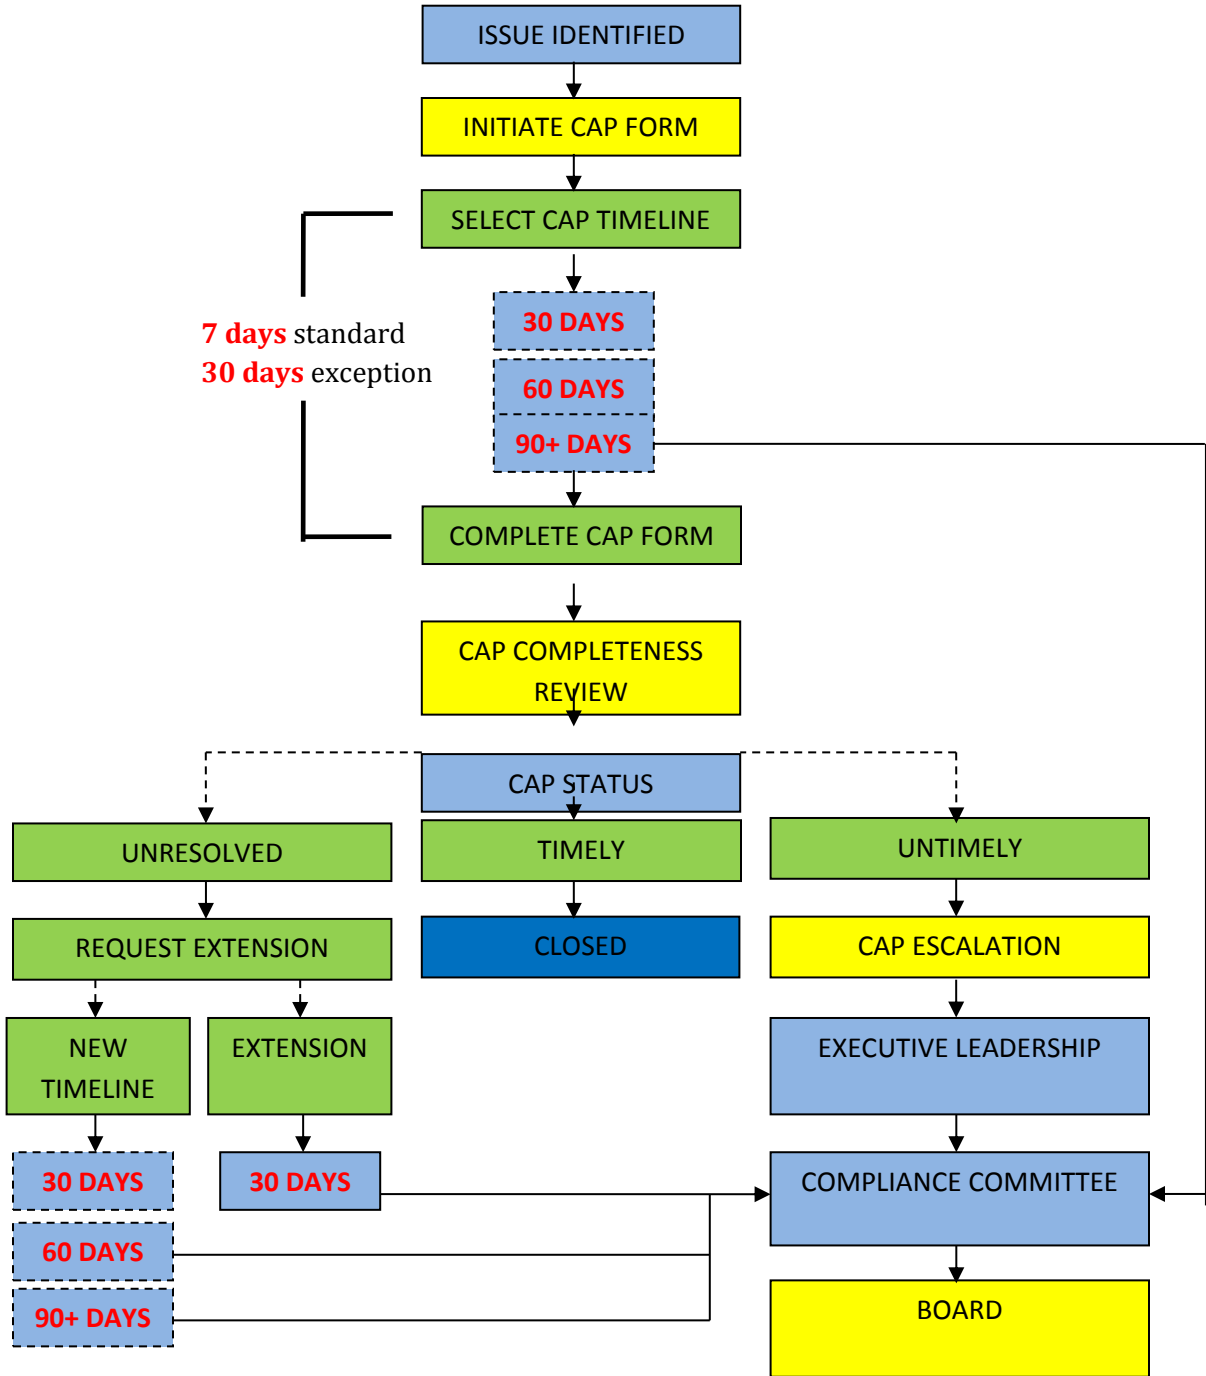 ISSUE IDENTIFIED
INITIATE CAP FORM
SELECT CAP TIMELINE
30 DAYS
7 days standard
30 days exception
60 DAYS
90+ DAYS
COMPLETE CAP FORM
CAP COMPLETENESS
REVIEW
CAP STATUS
UNRESOLVED
TIMELY
UNTIMELY
REQUEST EXTENSION
CLOSED
CAP ESCALATION
NEW
TIMELINE
EXTENSION
EXECUTIVE LEADERSHIP
30 DAYS
30 DAYS
COMPLIANCE COMMITTEE
60 DAYS
90+ DAYS
BOARD